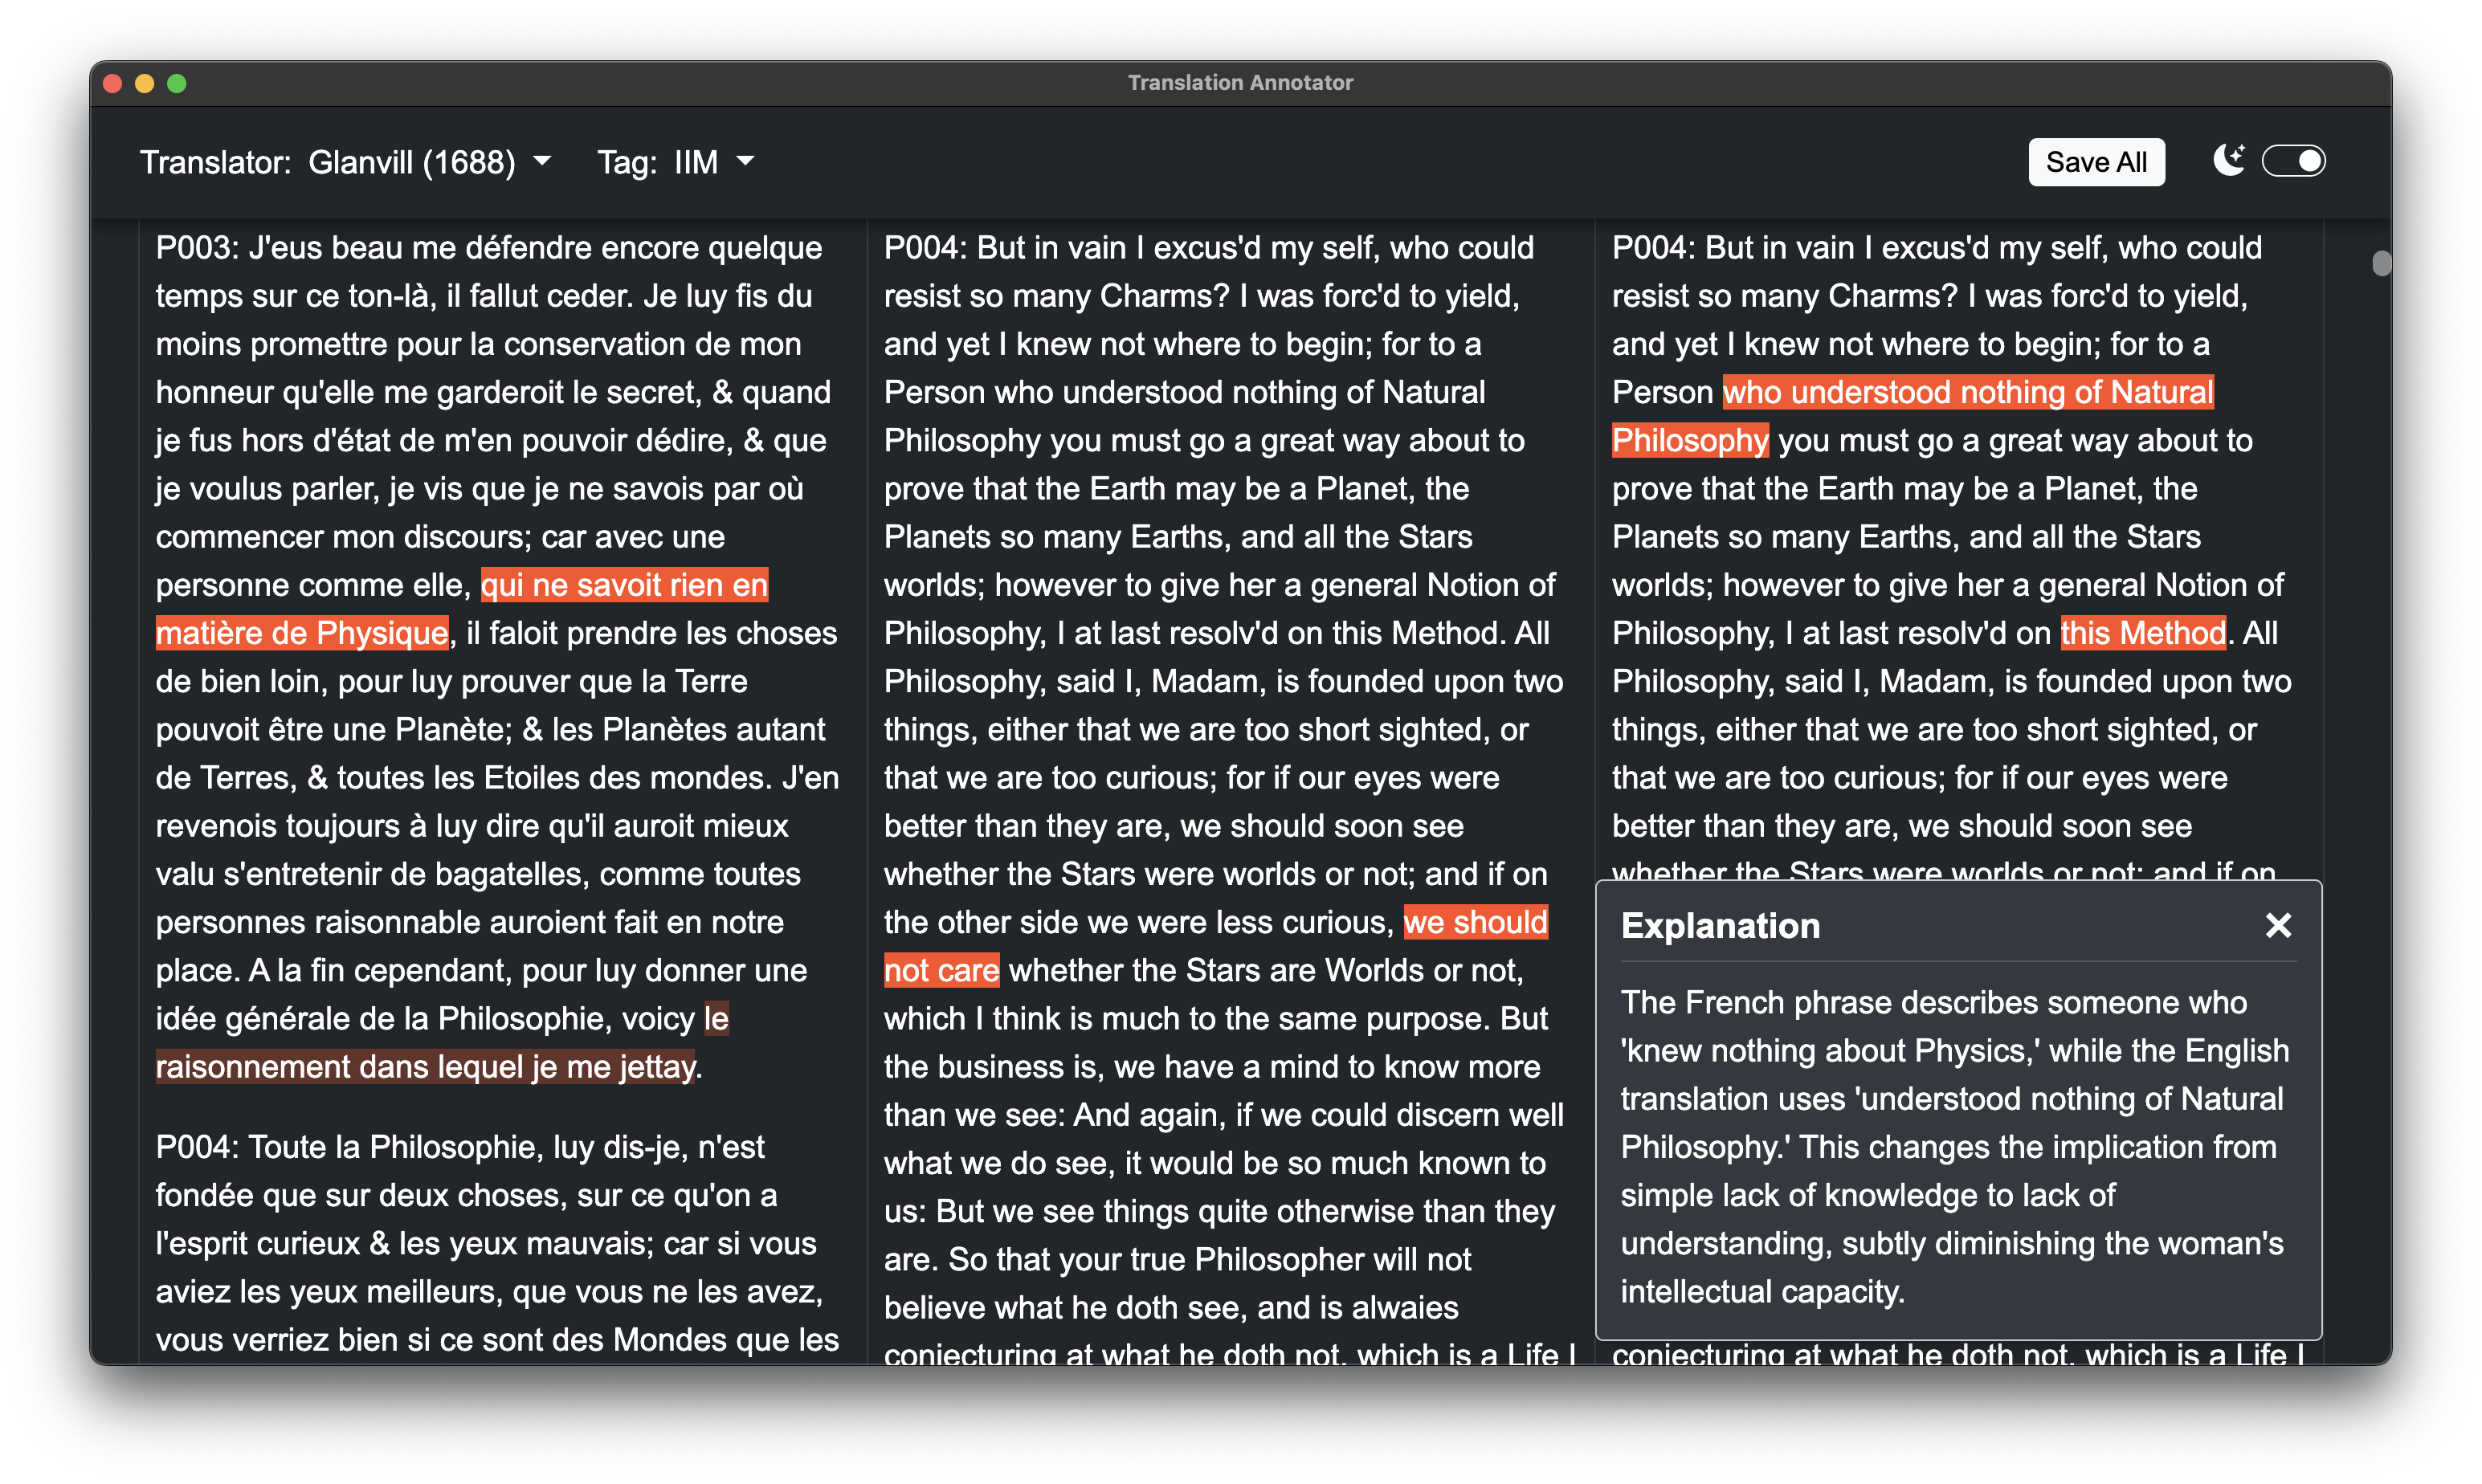 Translation Annotator
Translator: Glanvill (1688) Tag: IIM Save All
P003: J'eus beau me défendre encore quelque
temps sur ce ton-là, il fallut ceder. Je luy fis du
moins promettre pour la conservation de mon
honneur qu'elle me garderoit le secret, & quand
je fus hors d'état de m'en pouvoir dédire, & que
je voulus parler, je vis que je ne savois par où
commencer mon discours; car avec une
personne comme elle, qui ne savoit rien en
matière de Physique, il faloit prendre les choses
de bien loin, pour luy prouver que la Terre
pouvoit être une Planète; & les Planètes autant
de Terres, & toutes les Etoiles des mondes. J'en
revenois toujours à luy dire qu'il auroit mieux
valu s'entretenir de bagatelles, comme toutes
personnes raisonnable auroient fait en notre
place. A la fin cependant, pour luy donner une
idée générale de la Philosophie, voicy le
raisonnement dans lequel je me jettay.
P004: Toute la Philosophie, luy dis-je, n'est
fondée que sur deux choses, sur ce qu'on a
l'esprit curieux & les yeux mauvais; car si vous
aviez les yeux meilleurs, que vous ne les avez,
vous verriez bien si ce sont des Mondes que les
P004: But in vain I excus'd my self, who could
resist so many Charms? I was forc'd to yield,
and yet I knew not where to begin; for to a
Person who understood nothing of Natural
Philosophy you must go a great way about to
prove that the Earth may be a Planet, the
Planets so many Earths, and all the Stars
worlds; however to give her a general Notion of
Philosophy, I at last resolv'd on this Method. All
Philosophy, said I, Madam, is founded upon two
things, either that we are too short sighted, or
that we are too curious; for if our eyes were
better than they are, we should soon see
whether the Stars were worlds or not; and if on
the other side we were less curious, we should
not care whether the Stars are Worlds or not,
which I think is much to the same purpose. But
the business is, we have a mind to know more
than we see: And again, if we could discern well
what we do see, it would be so much known to
us: But we see things quite otherwise than they
are. So that your true Philosopher will not
believe what he doth see, and is alwaies
conjecturing at what he doth not, which is a Life I
P004: But in vain I excus'd my self, who could
resist so many Charms? I was forc'd to yield,
and yet I knew not where to begin; for to a
Person who understood nothing of Natural
Philosophy you must go a great way about to
prove that the Earth may be a Planet, the
Planets so many Earths, and all the Stars
worlds; however to give her a general Notion of
Philosophy, I at last resolv'd on this Method. All
Philosophy, said I, Madam, is founded upon two
things, either that we are too short sighted, or
that we are too curious; for if our eyes were
better than they are, we should soon see
whether the Stars were worlds or not; and if on
Explanation
The French phrase describes someone who
'knew nothing about Physics,' while the English
translation uses 'understood nothing of Natural
Philosophy.' This changes the implication from
simple lack of knowledge to lack of
understanding, subtly diminishing the woman's
intellectual capacity.
conjecturing at what he doth not, which is a Life I